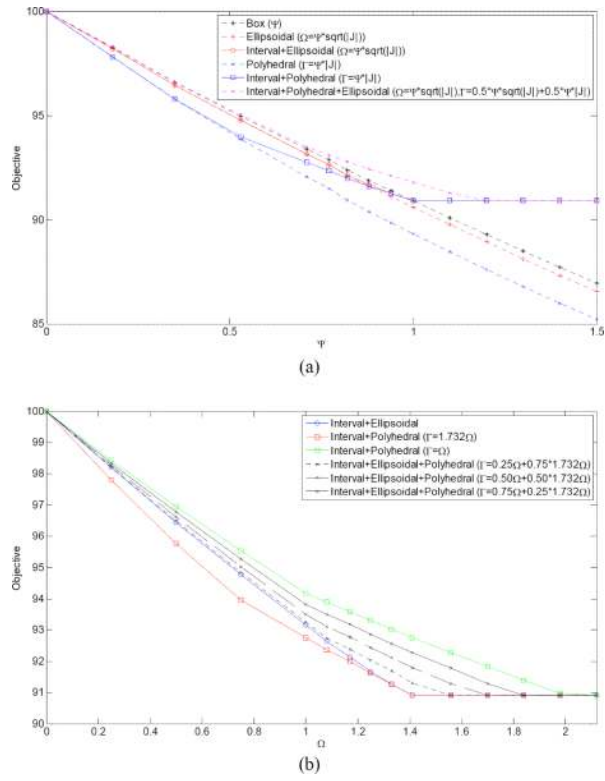 100
95
90
85
Objective
0
0.5
1
1.5
Ψ
Box (Ψ)
Ellipsoidal (Ω=Ψ*sqrt(|J|))
Interval+Ellipsoidal (Ω=Ψ*sqrt(|J|))
Polyhedral (Γ=Ψ*|J|)
Interval+Polyhedral (Γ=Ψ*|J|)
Interval+Polyhedral+Ellipsoidal (Ω=Ψ*sqrt(|J|),Γ=0.5*Ψ*sqrt(|J|)+0.5*Ψ*|J|)
(a)
100
99
98
97
96
95
94
93
92
91
90
Objective
0
0.2
0.4
0.6
0.8
1
1.2
1.4
1.6
1.8
2
Ω
Interval+Ellipsoidal
Interval+Polyhedral (Γ=1.732Ω)
Interval+Polyhedral (Γ=Ω)
Interval+Ellipsoidal+Polyhedral (Γ=0.25Ω+0.75*1.732Ω)
Interval+Ellipsoidal+Polyhedral (Γ=0.50Ω+0.50*1.732Ω)
Interval+Ellipsoidal+Polyhedral (Γ=0.75Ω+0.25*1.732Ω)
(b)